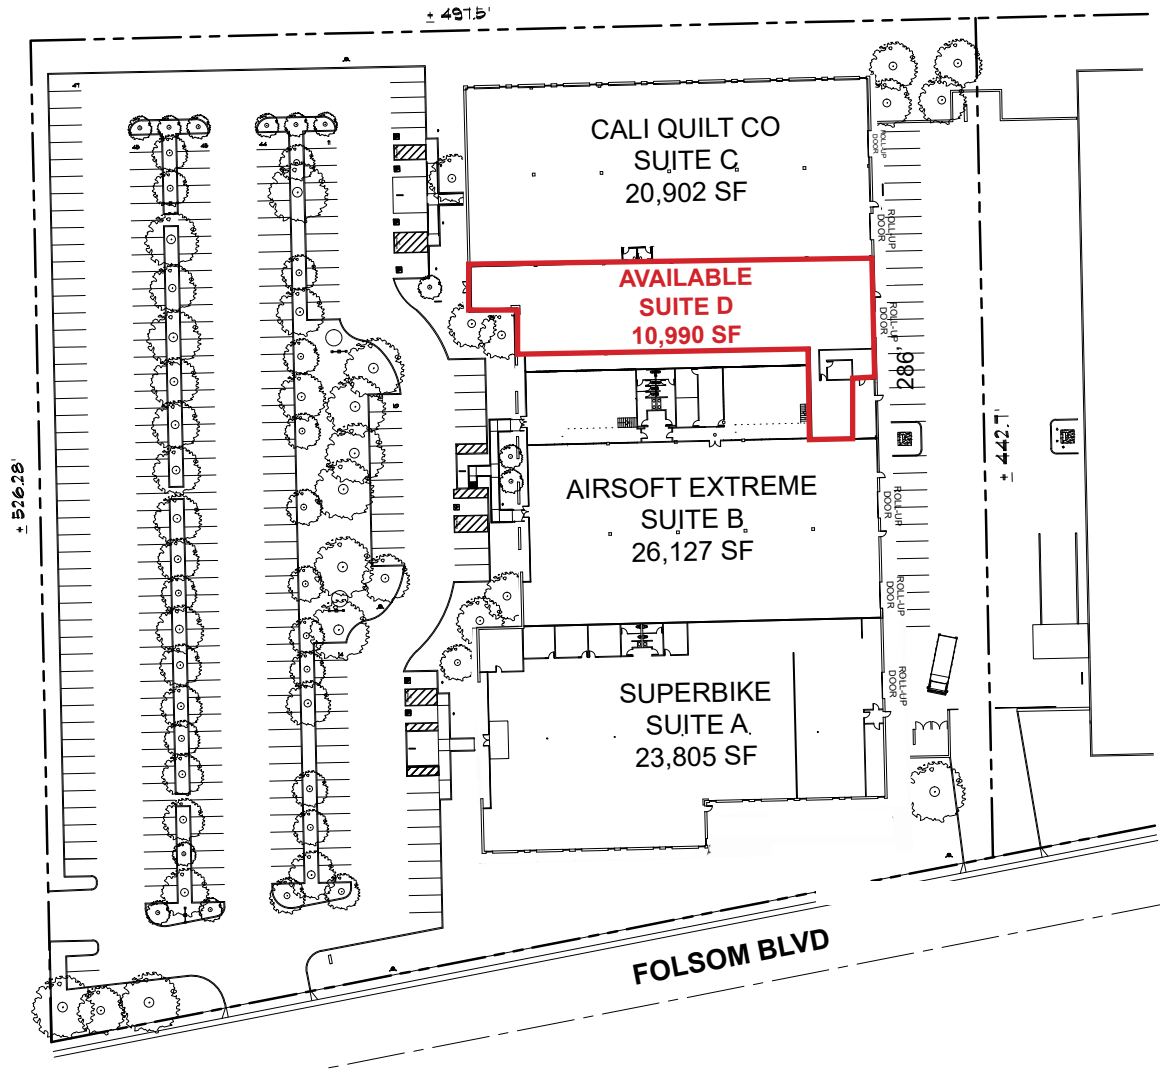 ± 497.5'
CALI QUILT CO
SUITE C
20,902 SF
ROLL-UP
DOOR
ROLL-UP
DOOR
AVAILABLE
SUITE D
10,990 SF
ROLL-UP
DOOR
286'
± 442.7'
± 526.28'
AIRSOFT EXTREME
SUITE B
26,127 SF
ROLL-UP
DOOR
ROLL-UP
DOOR
SUPERBIKE
SUITE A
23,805 SF
ROLL-UP
DOOR
FOLSOM BLVD